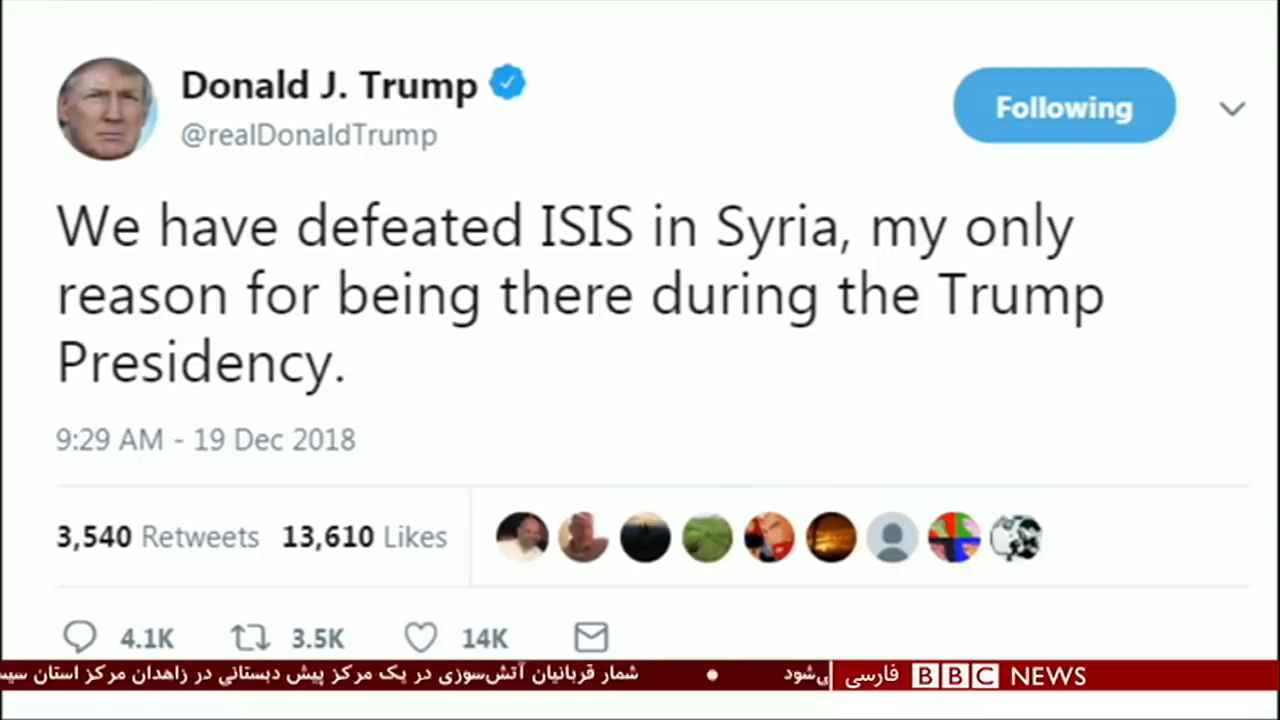 Donald J. Trump
@realDonaldTrump
Following
We have defeated ISIS in Syria, my only
reason for being there during the Trump
Presidency.
9:29 AM - 19 Dec 2018
3,540 Retweets 13,610 Likes
4.1K 3.5K 14K
شمار قربانیان آتش‌سوزی در یک مرکز پیش دبستانی در زاهدان مرکز استان
فارسی BBC NEWS